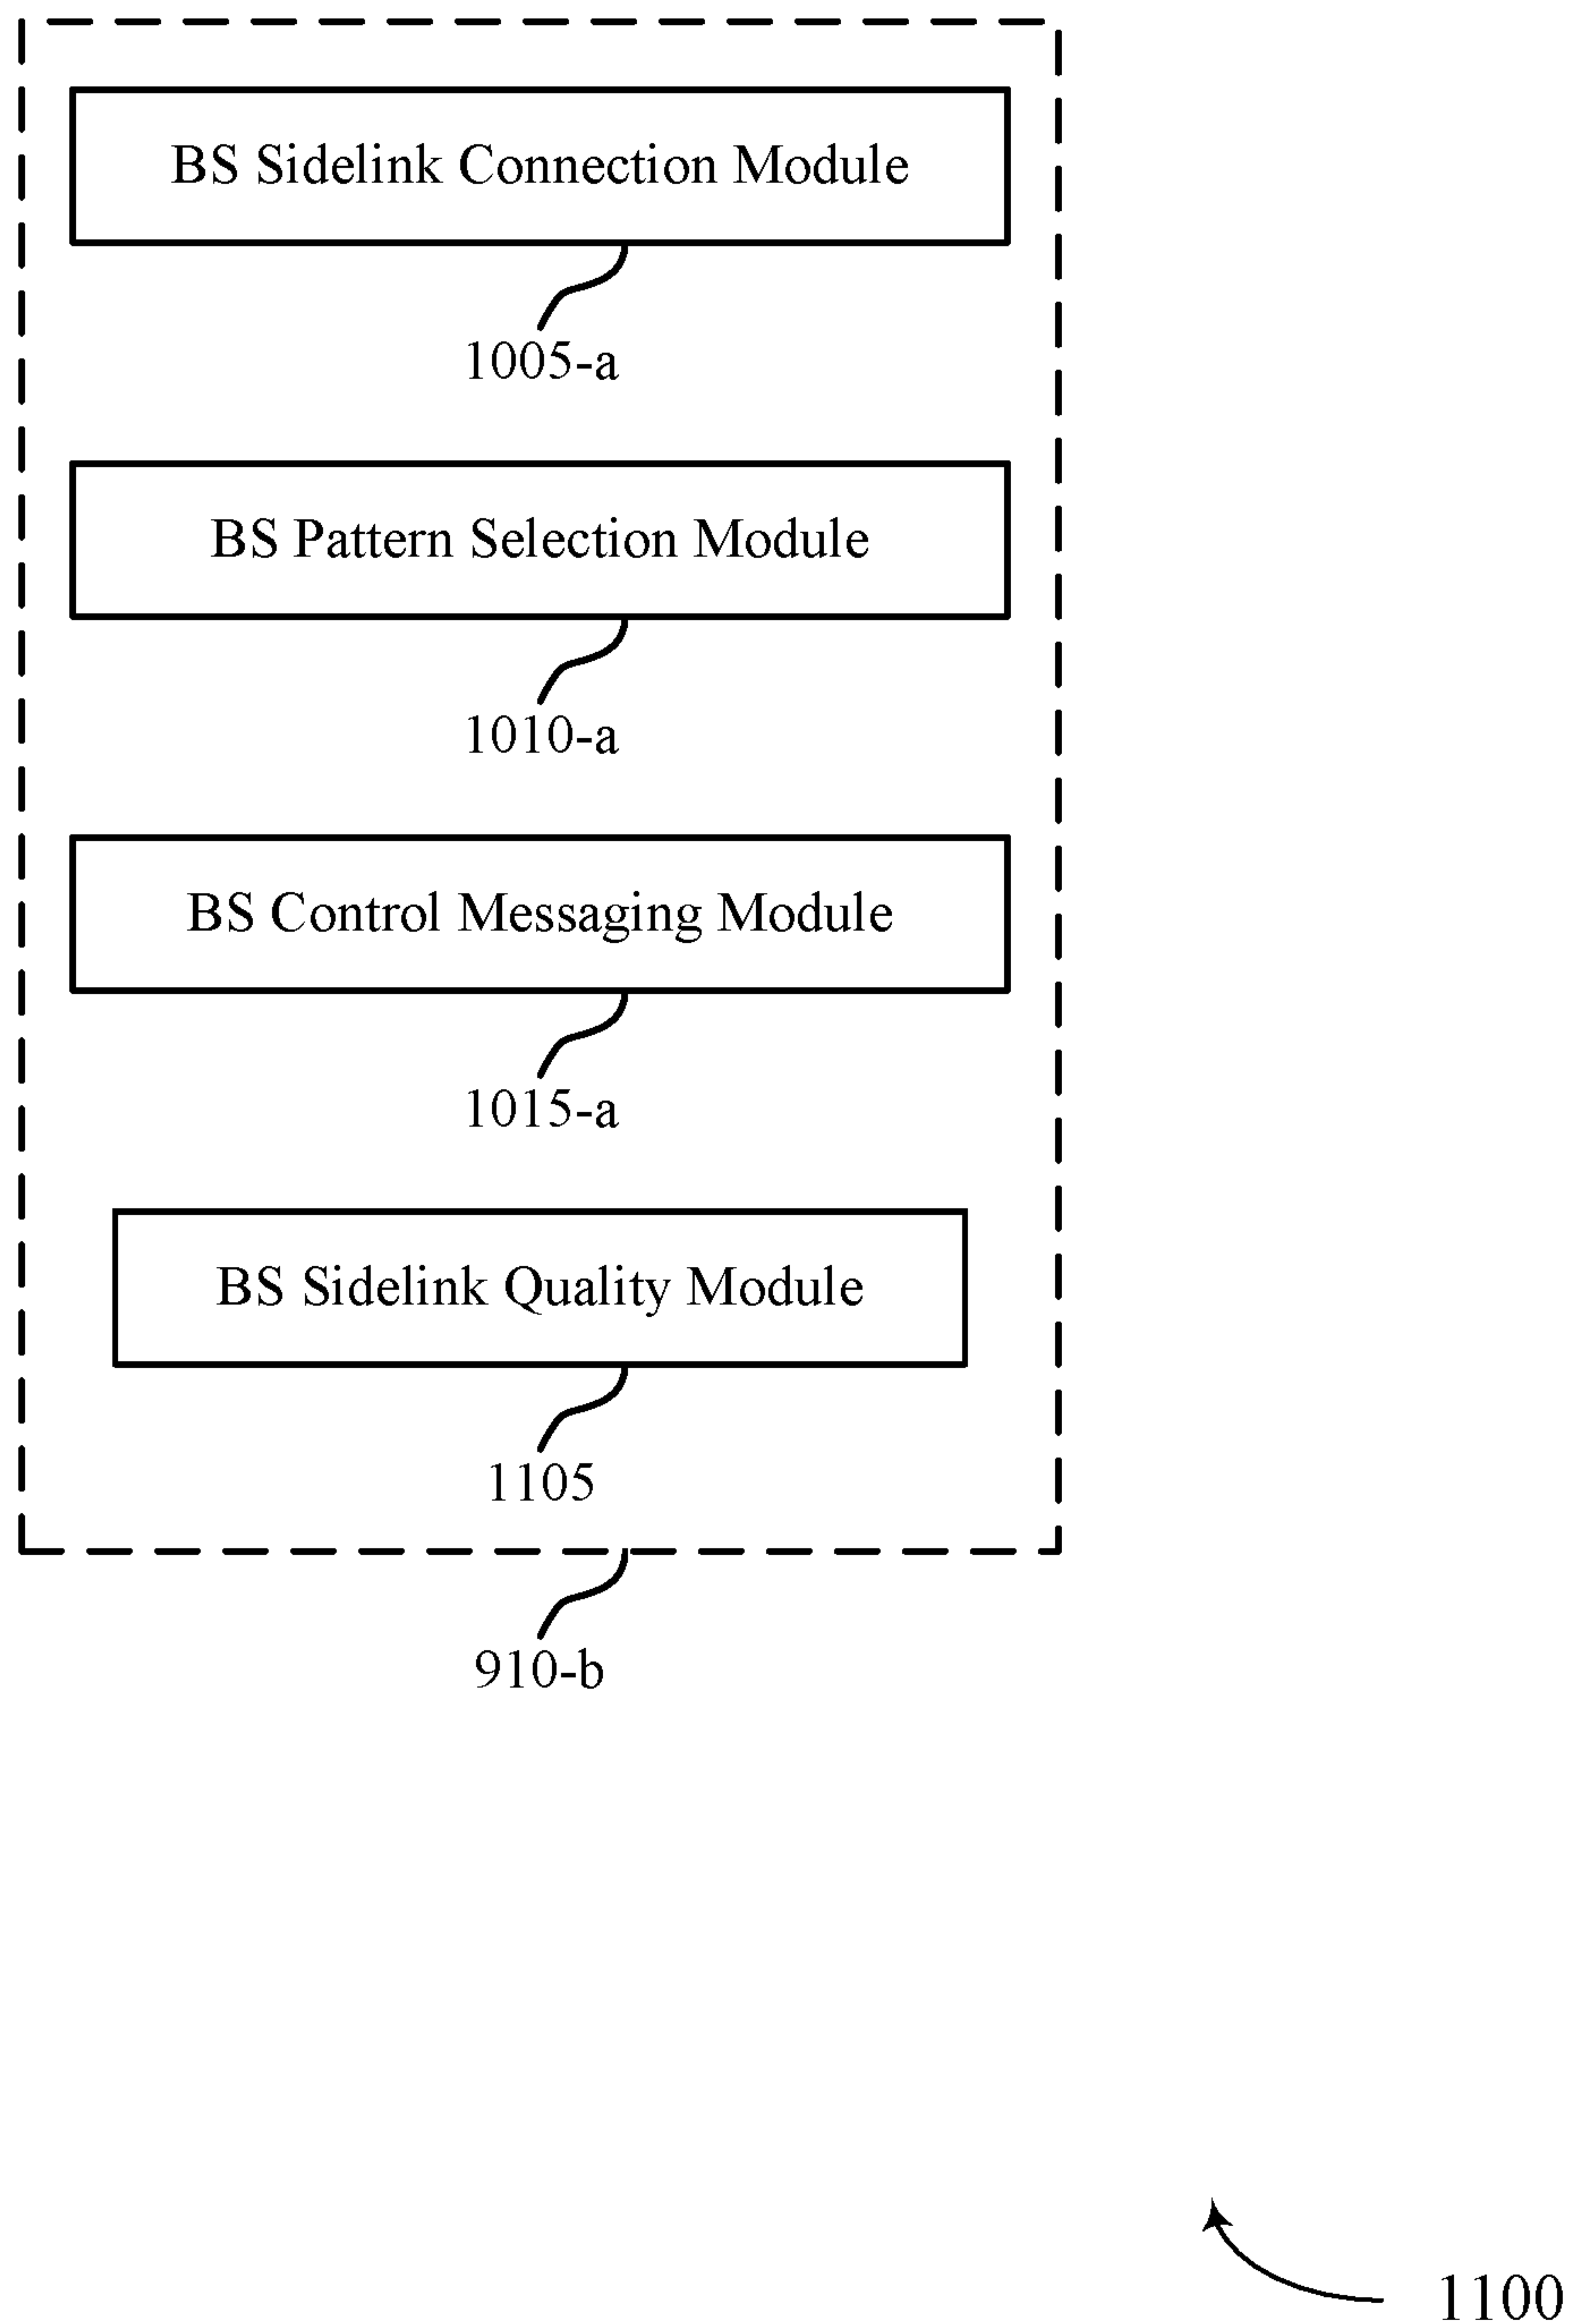 BS Sidelink Connection Module
1005-a
BS Pattern Selection Module
1010-a
BS Control Messaging Module
1015-a
BS Sidelink Quality Module
1105
910-b
1100